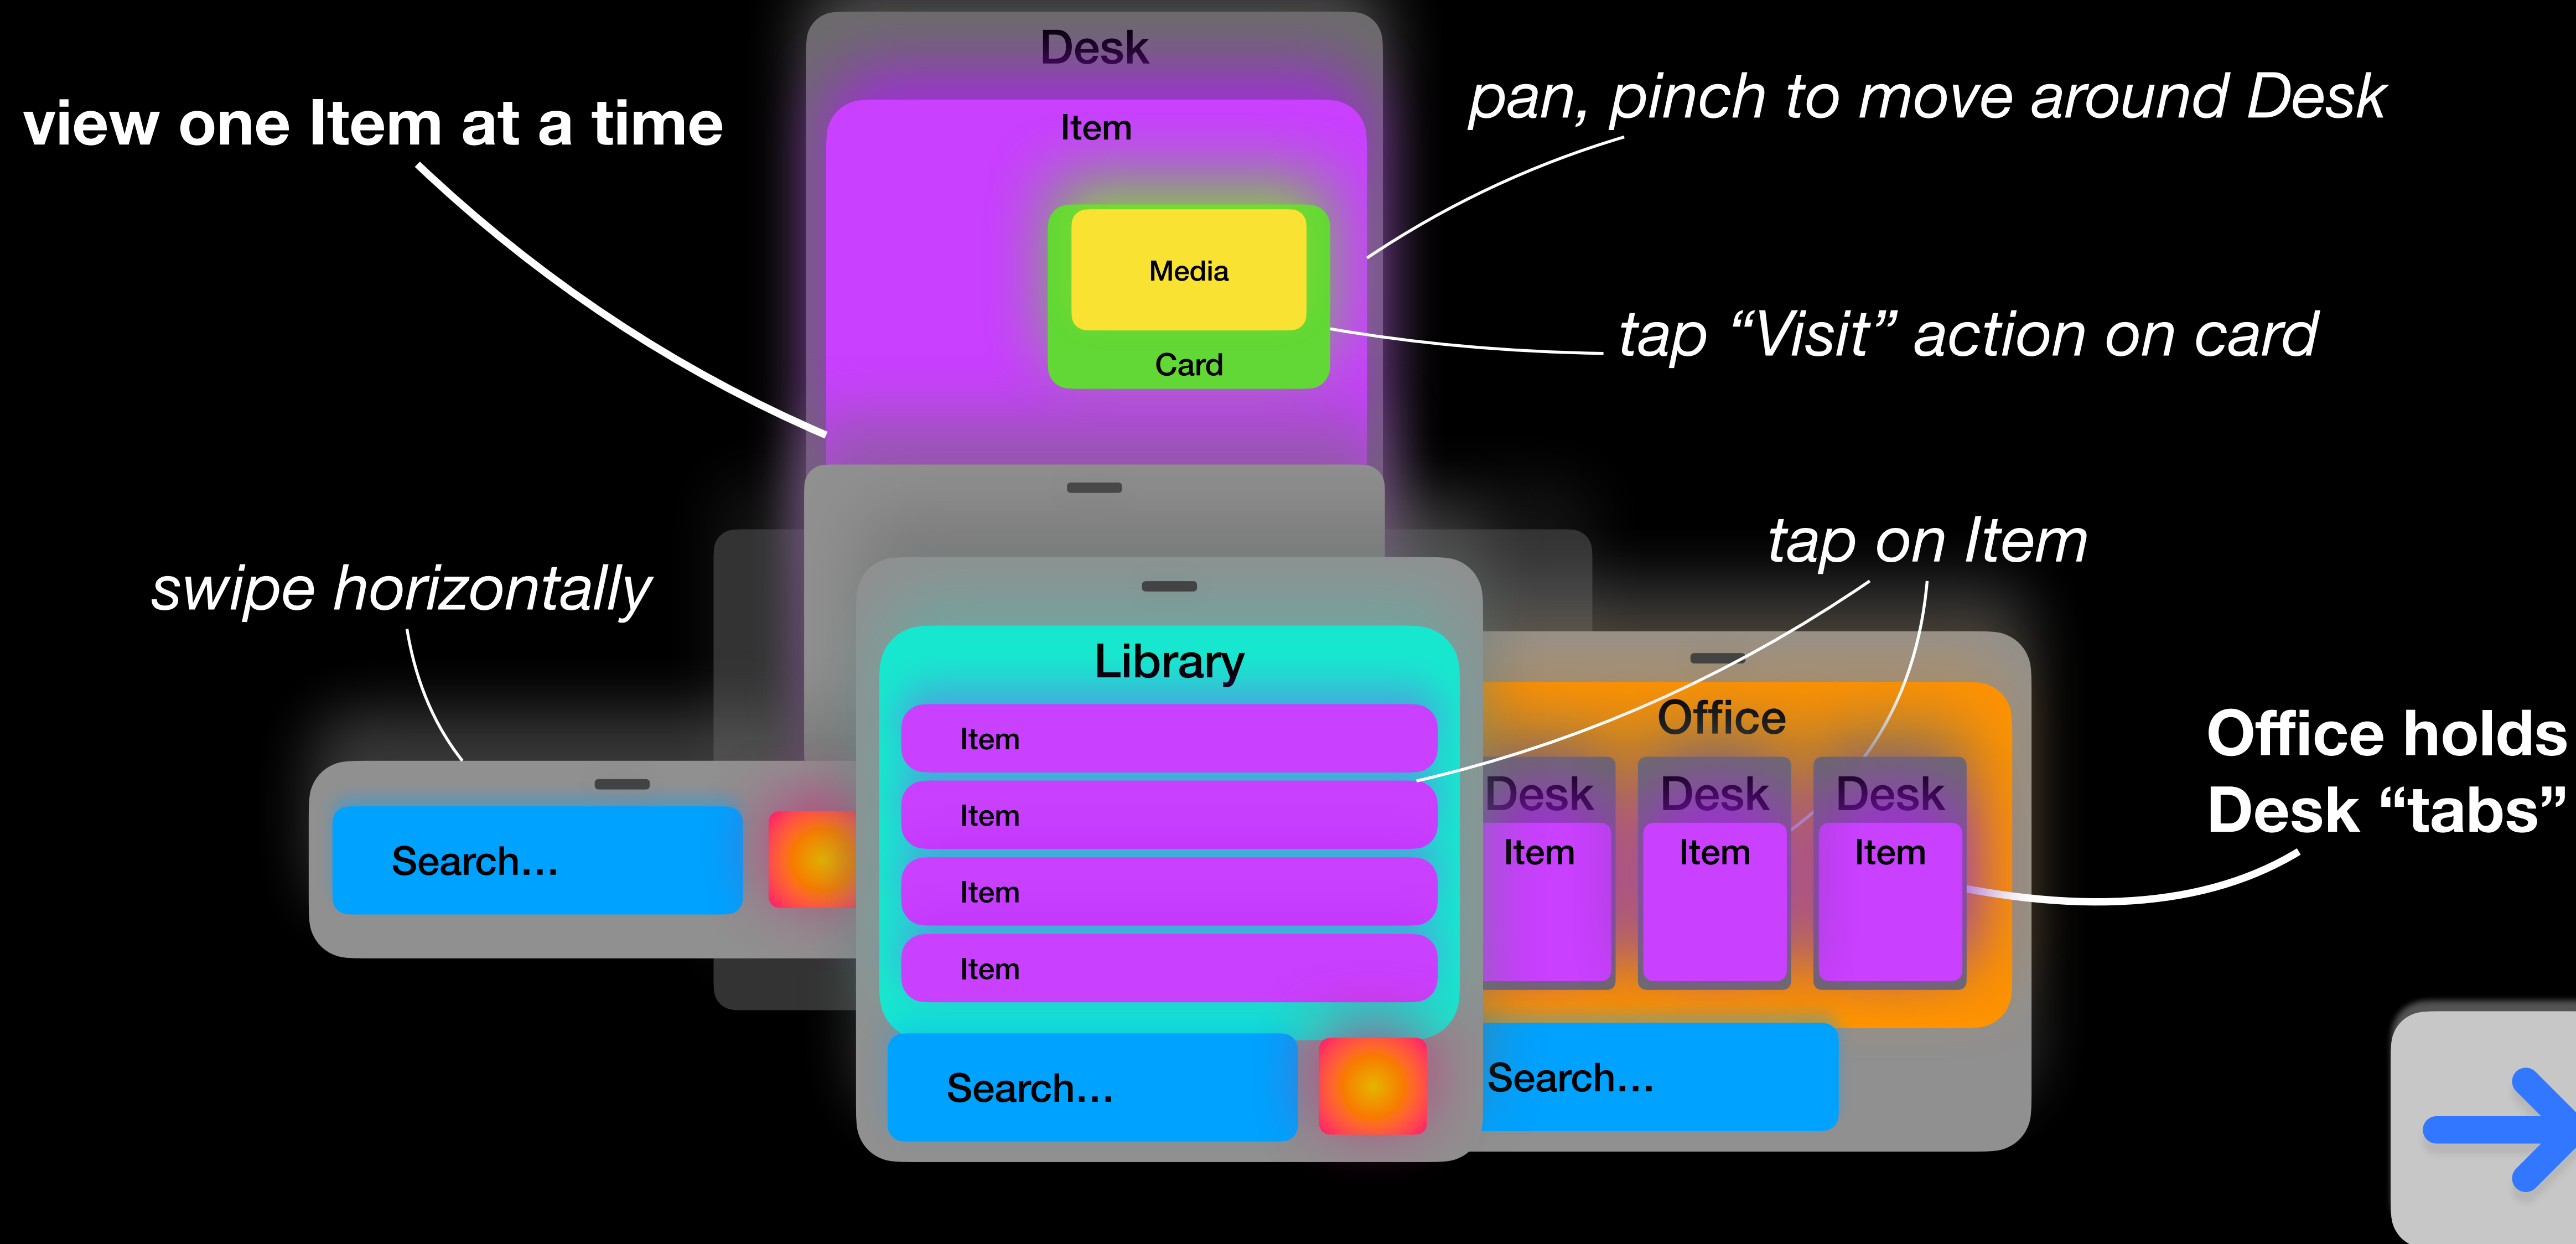 Desk
view one Item at a time
pan, pinch to move around Desk
Item
Media
tap “Visit” action on card
Card
tap on Item
swipe horizontally
Library
Office
Office holds
Desk “tabs”
Item
Item
Item
Item
Desk
Desk
Desk
Item
Item
Item
Search…
Search…
Search…